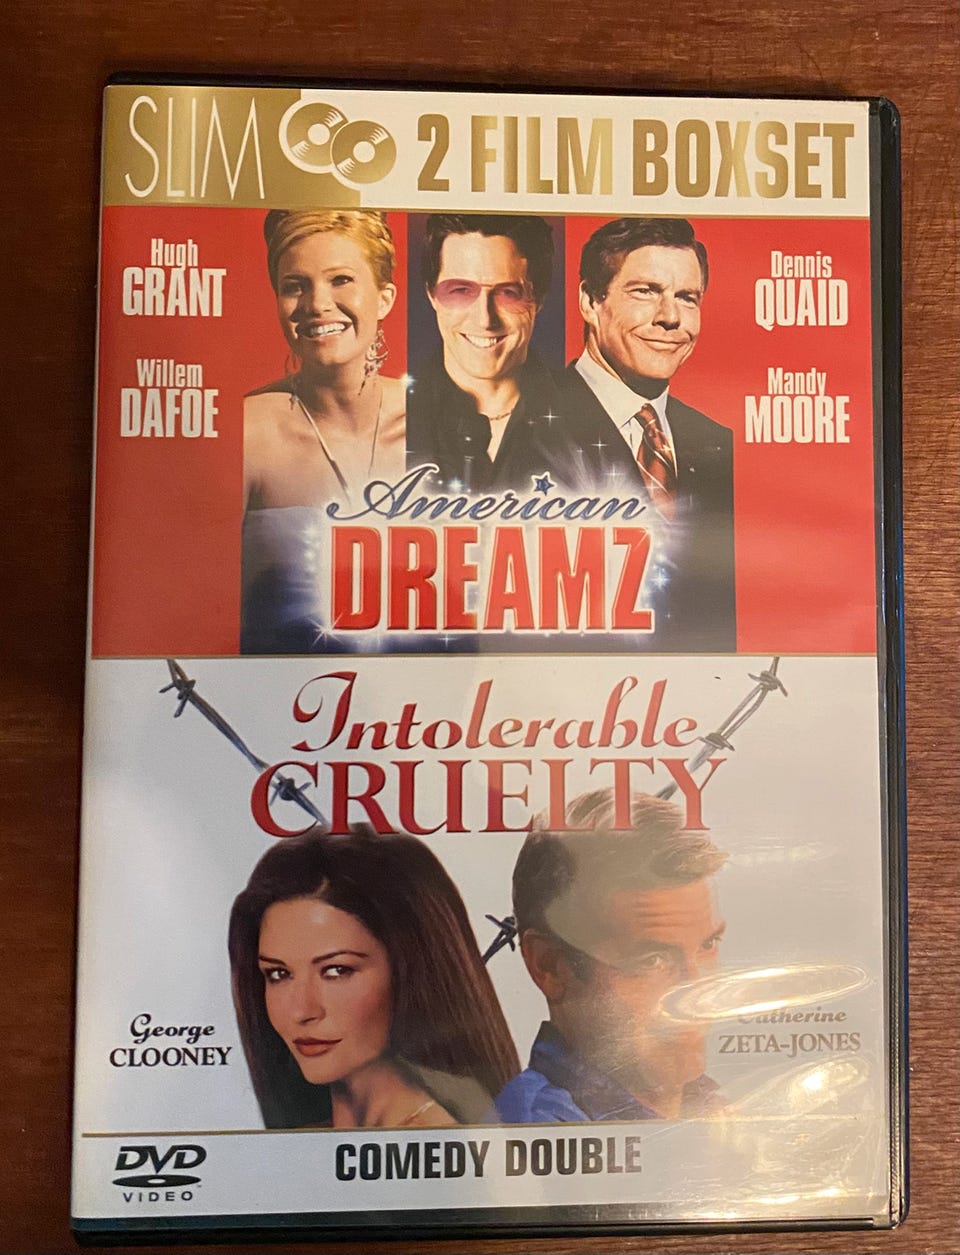 SLIM 2 FILM BOXSET
Hugh
GRANT
Willem
DAFOE
Dennis
QUAID
Mandy
MOORE
American
DREAMZ
Intolerable
CRUELTY
George
CLOONEY
Catherine
ZETA-JONES
DVD
VIDEO
COMEDY DOUBLE